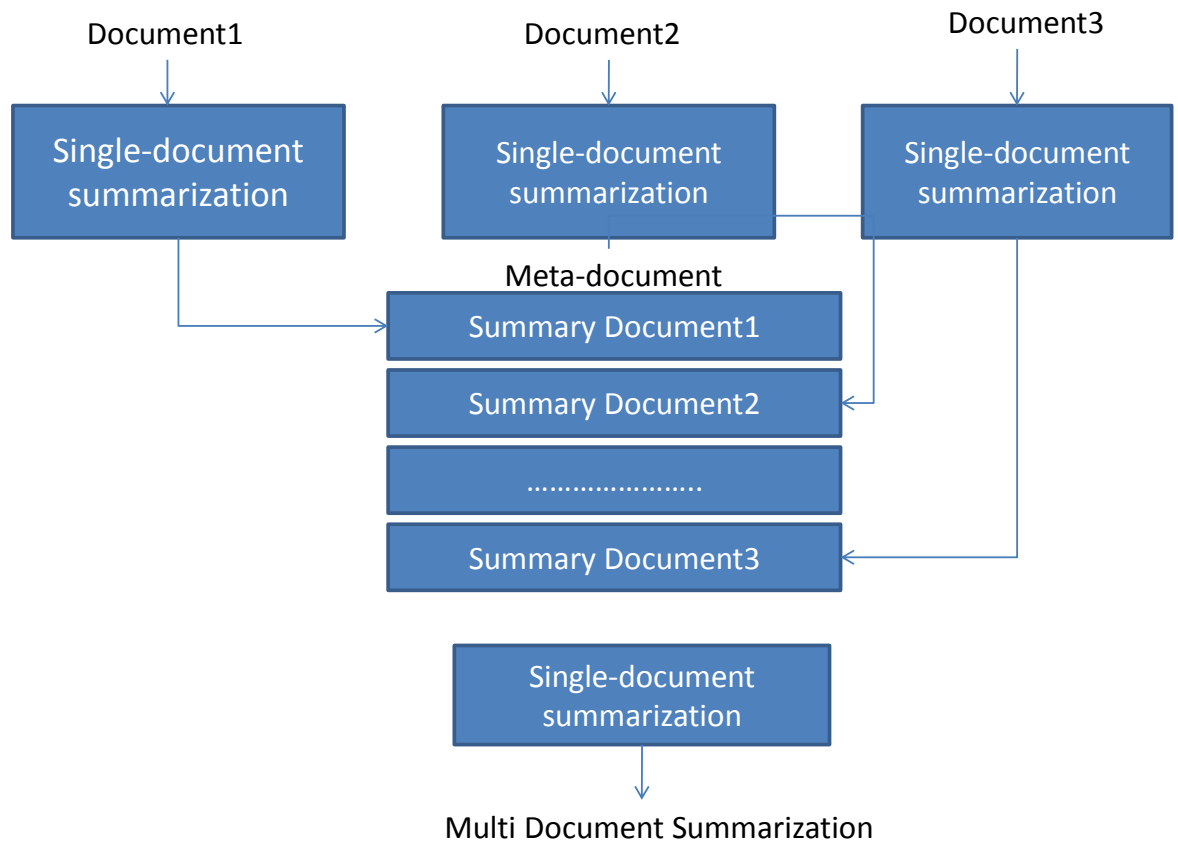 Document1
Document2
Document3
Single-document
summarization
Single-document
summarization
Single-document
summarization
Meta-document
Summary Document1
Summary Document2
…………………..
Summary Document3
Single-document
summarization
Multi Document Summarization